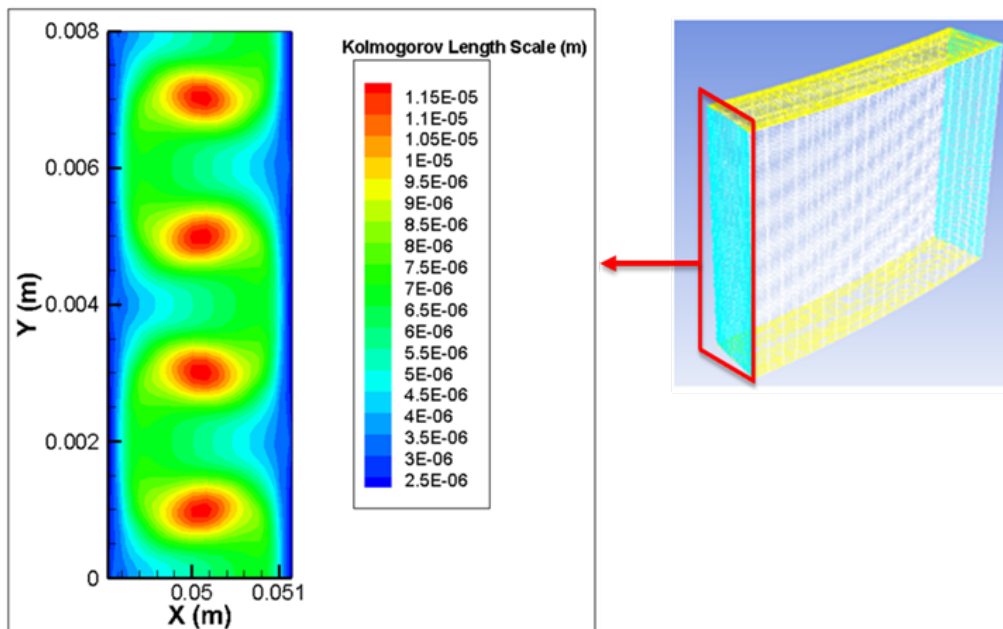 0.008
0.006
0.004
0.002
0
Y (m)
0.05
0.051
X (m)
Kolmogorov Length Scale (m)
1.15E-05
1.1E-05
1.05E-05
1E-05
9.5E-06
9E-06
8.5E-06
8E-06
7.5E-06
7E-06
6.5E-06
6E-06
5.5E-06
5E-06
4.5E-06
4E-06
3.5E-06
3E-06
2.5E-06